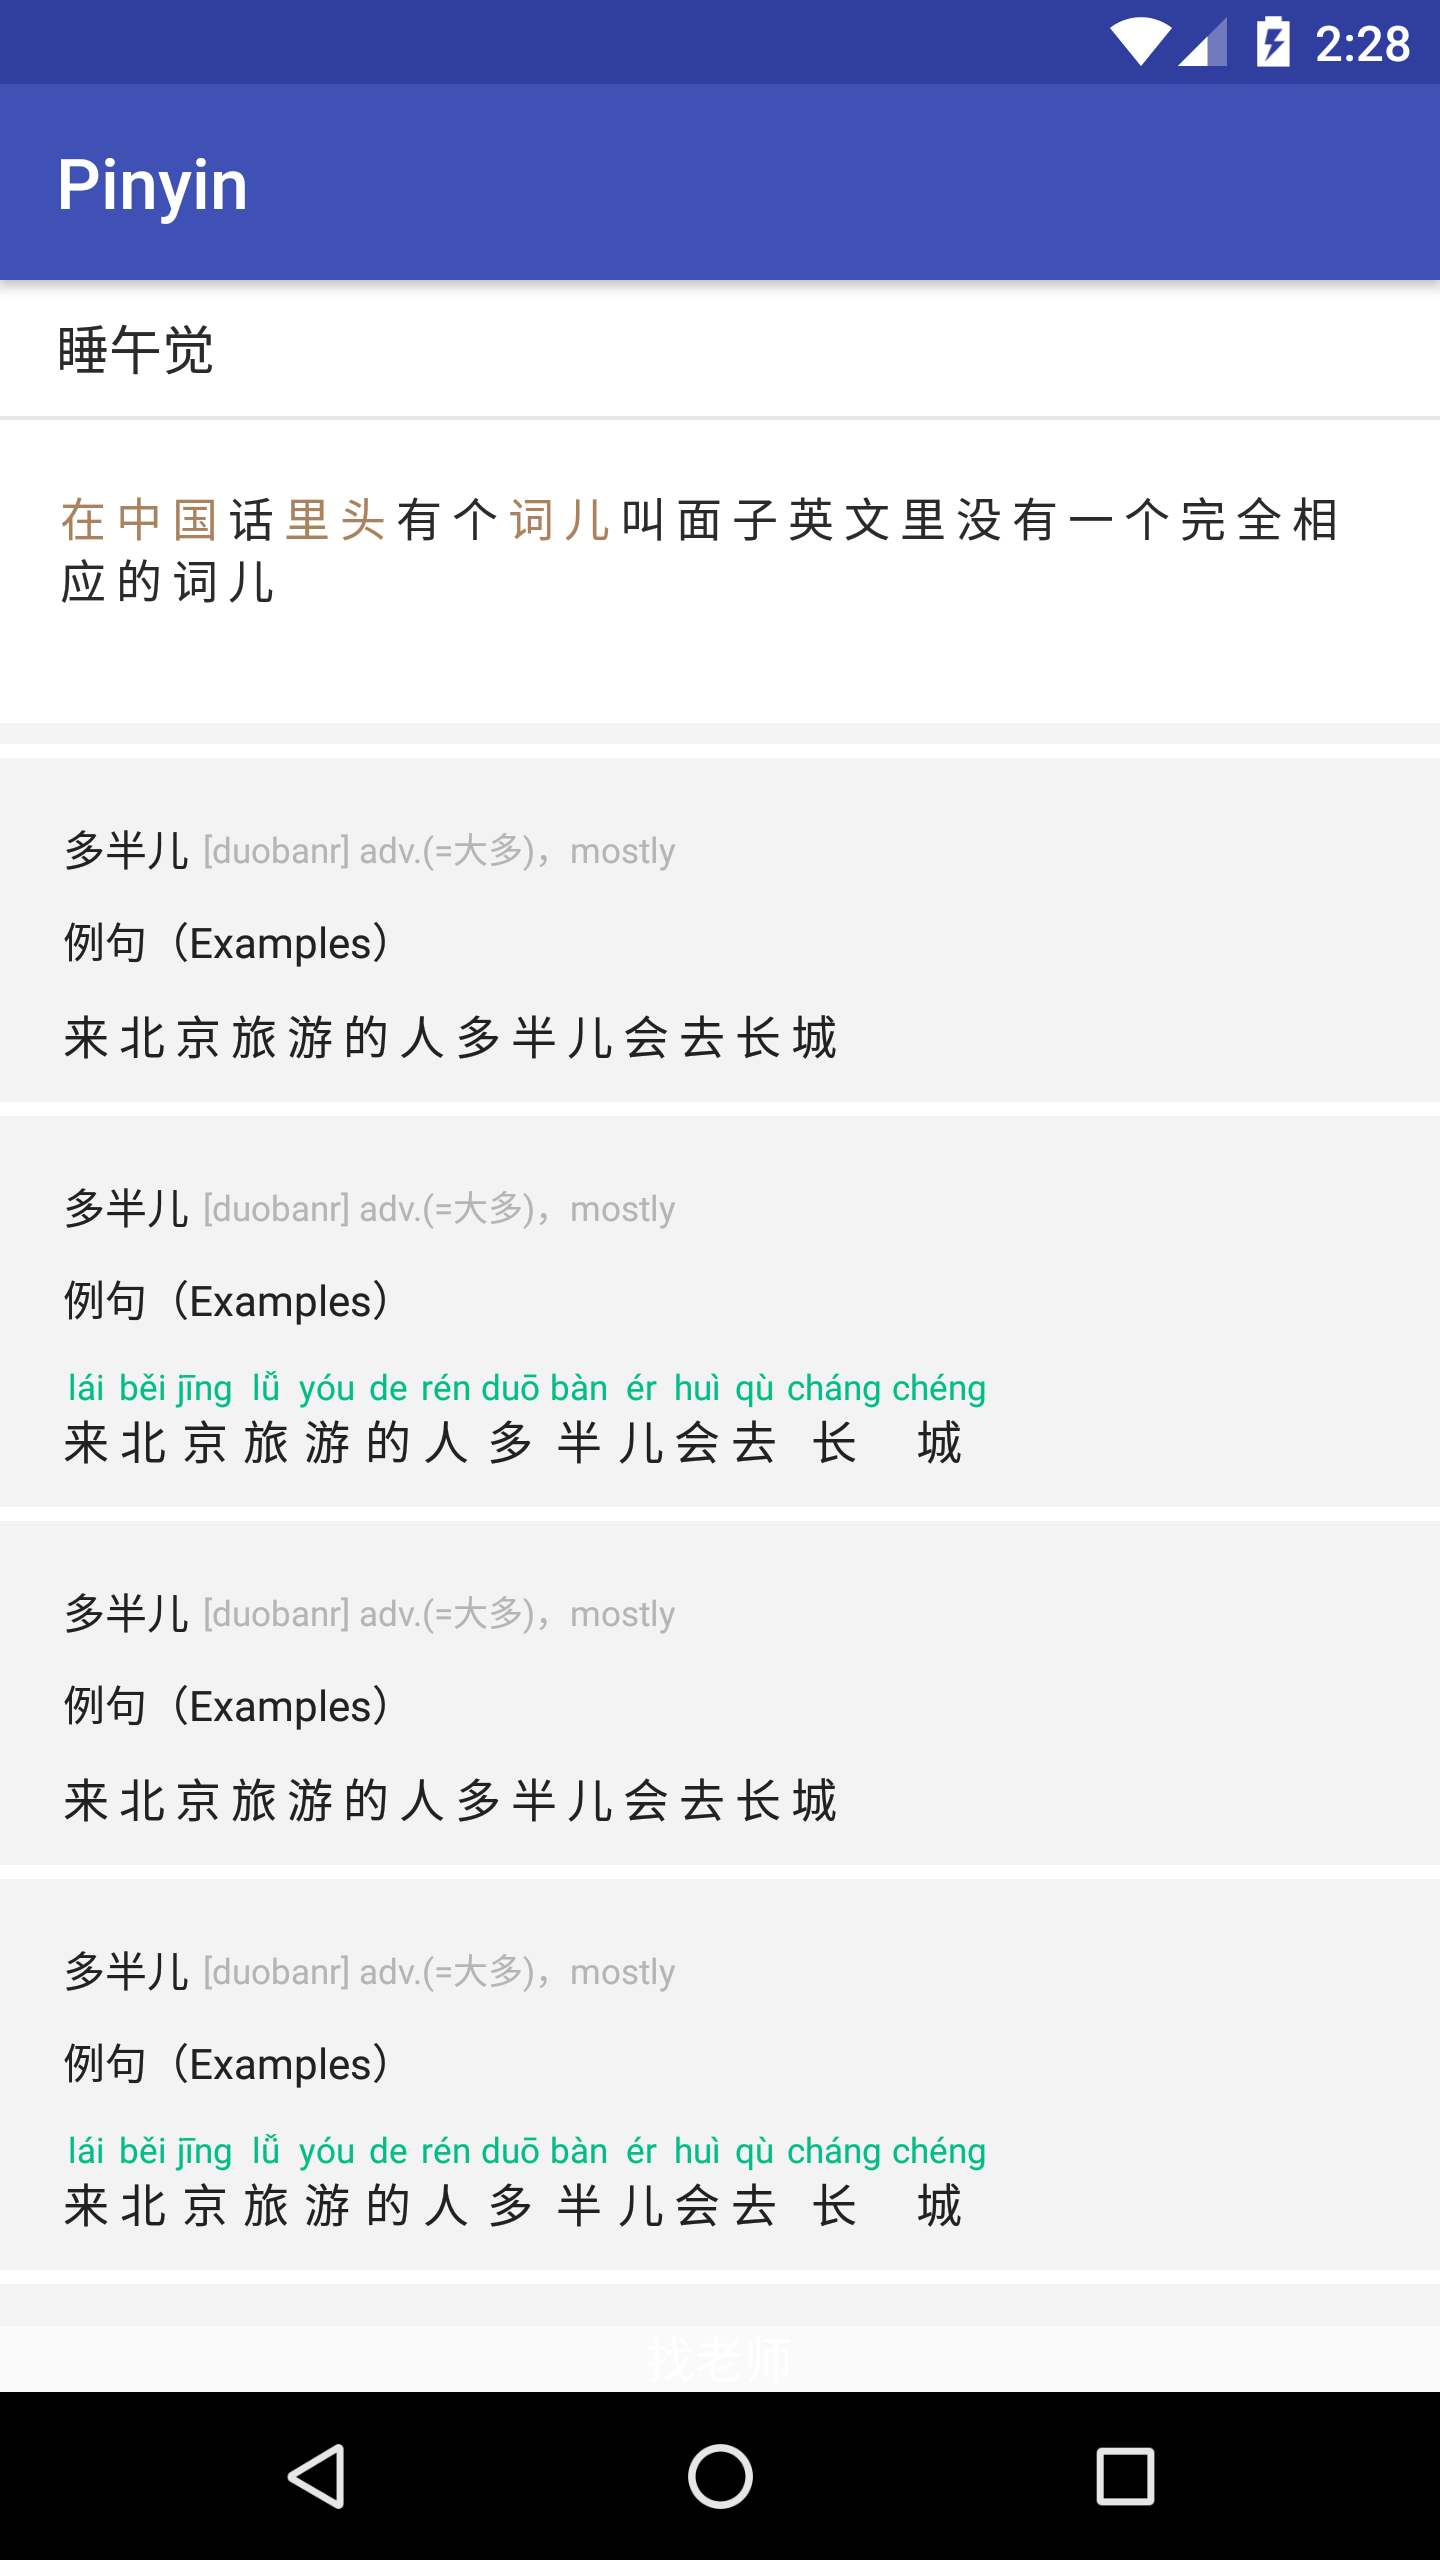 2:28
Pinyin
睡午觉
在中国话里头有个词儿叫面子英文里没有一个完全相
应的词儿
多半儿 [duobanr] adv.(=大多)，mostly
例句（Examples）
来北京旅游的人多半儿会去长城
多半儿 [duobanr] adv.(=大多)，mostly
例句（Examples）
lái běi jīng lǚ yóu de rén duō bàn ér huì qù cháng chéng
来北京旅游的人多半儿会去长城
多半儿 [duobanr] adv.(=大多)，mostly
例句（Examples）
来北京旅游的人多半儿会去长城
多半儿 [duobanr] adv.(=大多)，mostly
例句（Examples）
lái běi jīng lǚ yóu de rén duō bàn ér huì qù cháng chéng
来北京旅游的人多半儿会去长城
找老师